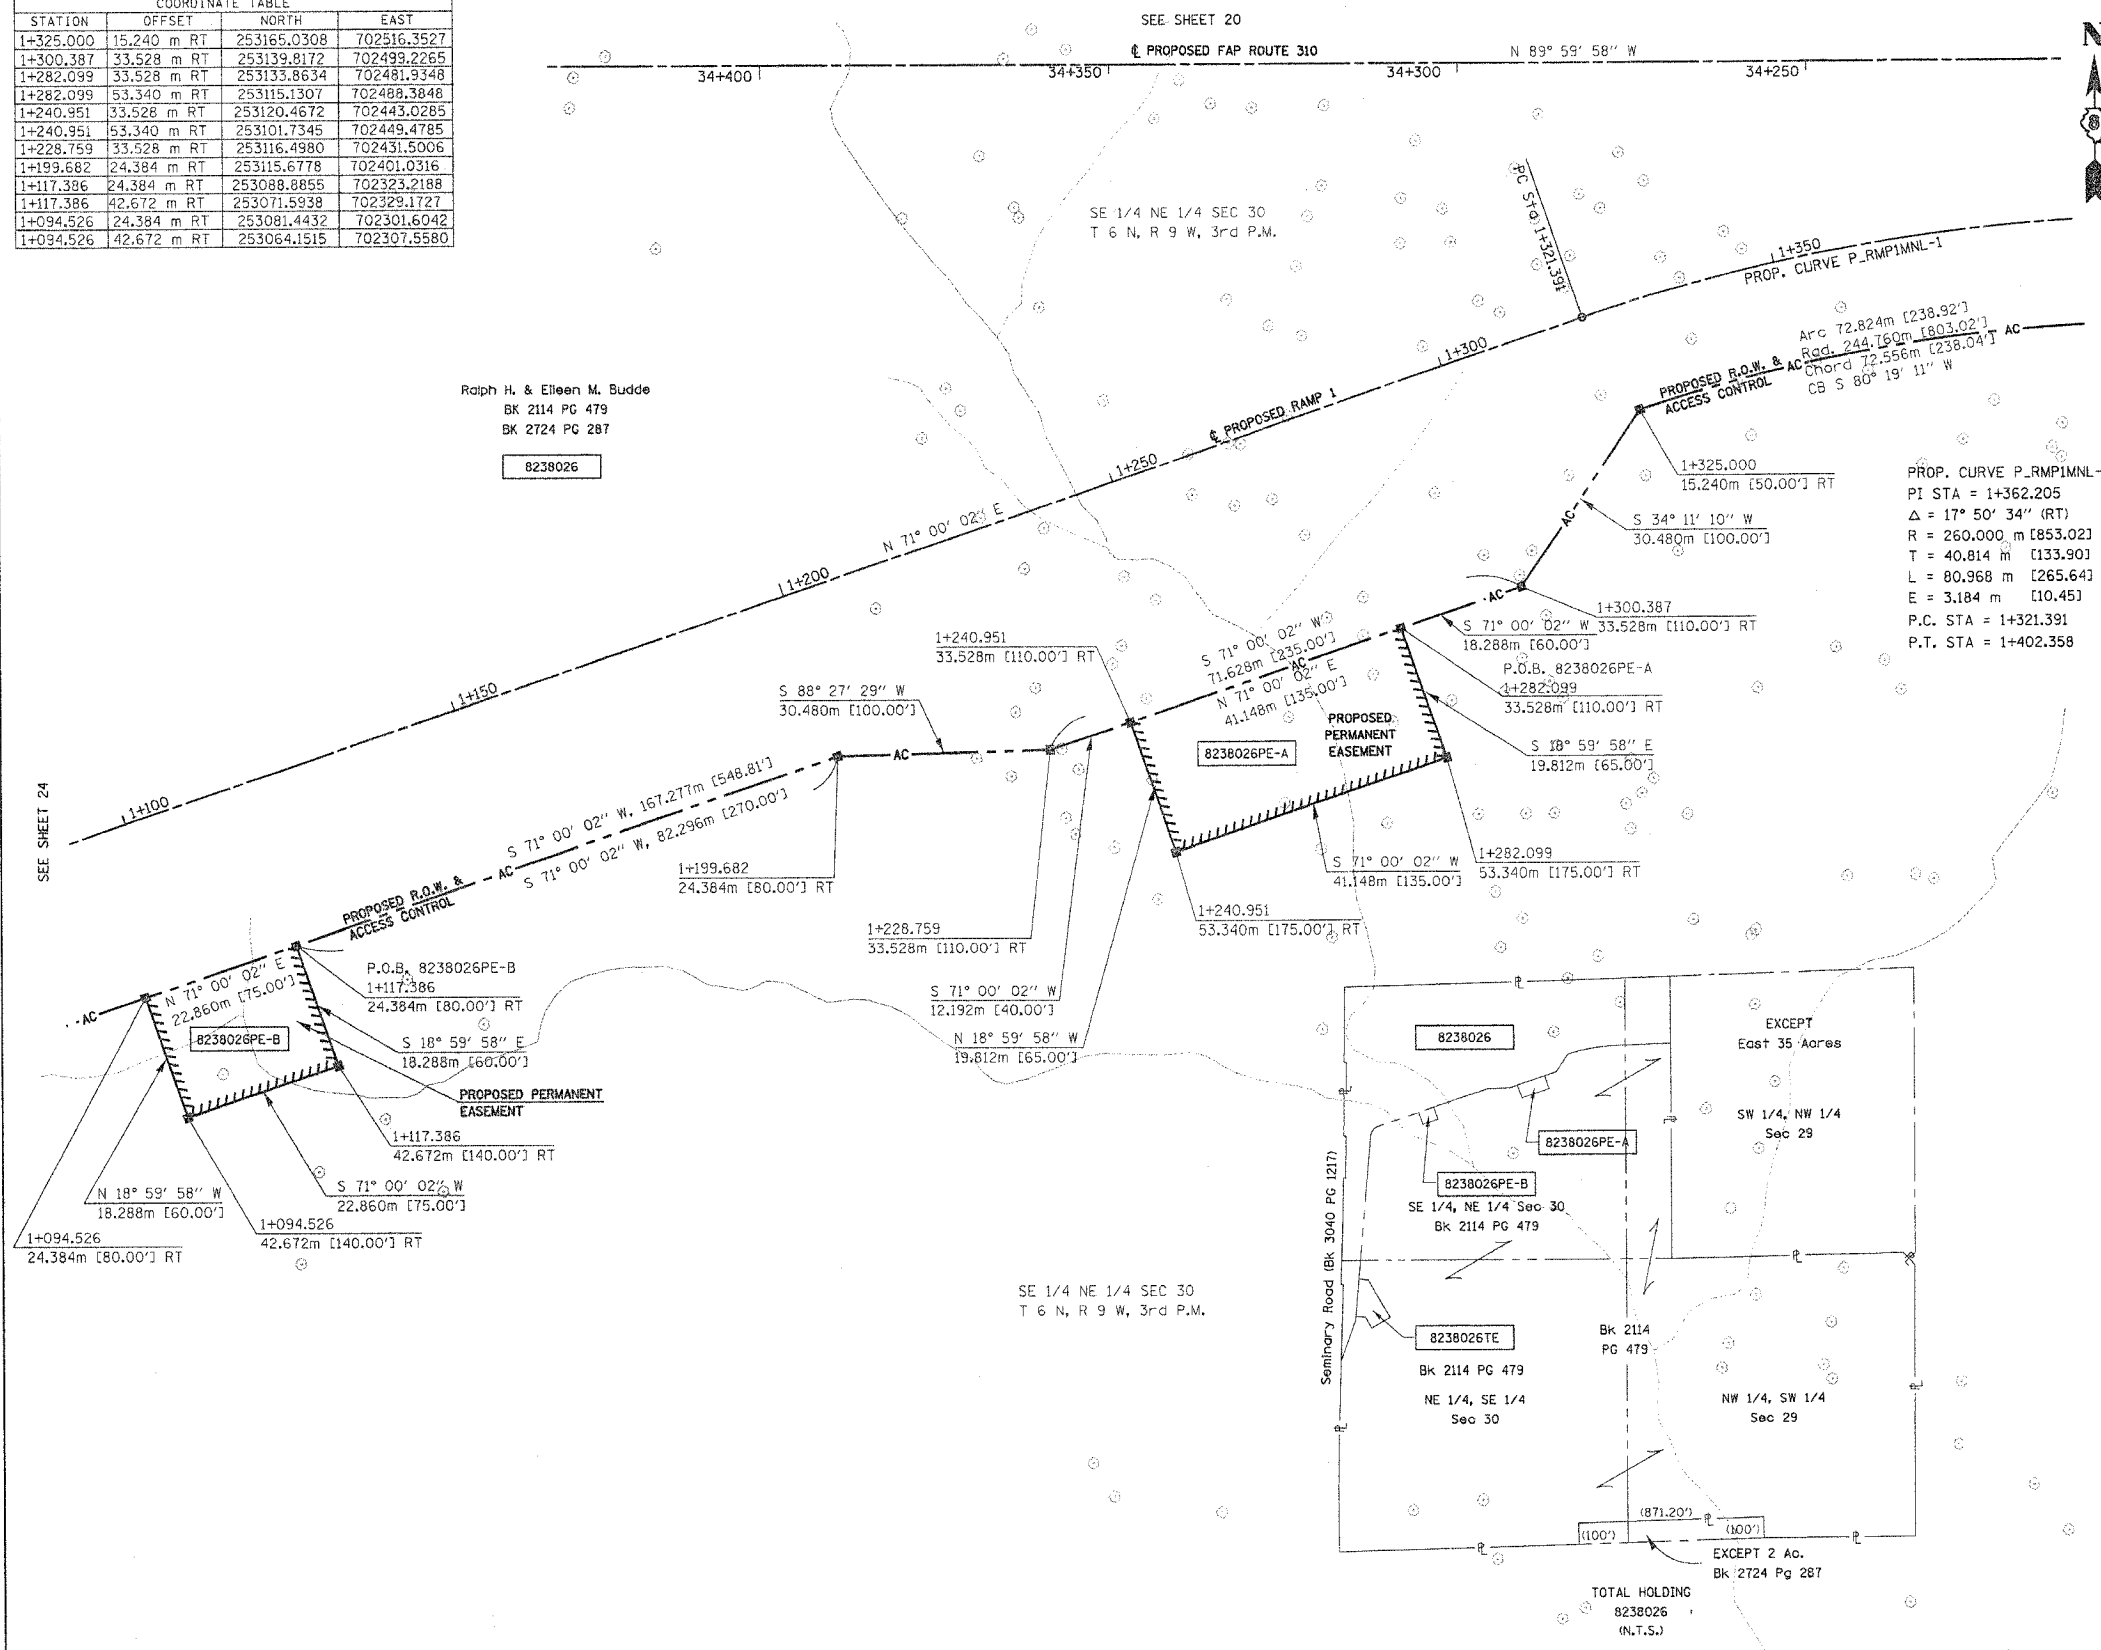 COORDINATE TABLE
STATION OFFSET NORTH EAST
1+325.000 15.240 m RT 253165.0308 702516.3527
1+300.387 33.528 m RT 253139.8172 702499.2265
1+282.099 33.528 m RT 253133.8634 702481.9348
1+282.099 53.340 m RT 253115.1307 702488.3848
1+240.951 33.528 m RT 253120.4672 702443.0285
1+240.951 53.340 m RT 253101.7345 702449.4785
1+228.759 33.528 m RT 253116.4980 702431.5006
1+199.682 24.384 m RT 253115.6778 702401.0316
1+117.386 24.384 m RT 253088.8855 702323.2188
1+117.386 42.672 m RT 253071.5938 702329.1727
1+094.526 24.384 m RT 253081.4432 702301.6042
1+094.526 42.672 m RT 253064.1515 702307.5580
SEE SHEET 20
℄ PROPOSED FAP ROUTE 310
N 89° 59' 58" W
34+400
34+350
34+300
34+250
N
8
SE 1/4 NE 1/4 SEC 30
T 6 N, R 9 W, 3rd P.M.
PC Sta 1+321.391
1+350
PROP. CURVE P_RMP1MNL-1
Arc 72.824m [238.92']
Rad. 244.760m [803.02']
Chord 72.556m [238.04']
CB S 80° 19' 11" W
PROPOSED R.O.W. &
ACCESS CONTROL
AC
AC
Ralph H. & Eileen M. Budde
BK 2114 PG 479
BK 2724 PG 287
8238026
1+300
℄ PROPOSED RAMP 1
1+250
N 71° 00' 02" E
1+200
1+150
1+100
1+325.000
15.240m [50.00'] RT
S 34° 11' 10" W
30.480m [100.00']
AC
PROP. CURVE P_RMP1MNL-
PI STA = 1+362.205
Δ = 17° 50' 34" (RT)
R = 260.000 m [853.02]
T = 40.814 m [133.90]
L = 80.968 m [265.64]
E = 3.184 m [10.45]
P.C. STA = 1+321.391
P.T. STA = 1+402.358
AC
1+300.387
33.528m [110.00'] RT
S 71° 00' 02" W
18.288m [60.00']
P.O.B. 8238026PE-A
1+282.099
33.528m [110.00'] RT
S 18° 59' 58" E
19.812m [65.00']
1+240.951
33.528m [110.00'] RT
S 71° 00' 02" W
71.628m [235.00']
AC
N 71° 00' 02" E
41.148m [135.00']
PROPOSED
PERMANENT
EASEMENT
8238026PE-A
S 88° 27' 29" W
30.480m [100.00']
AC
SEE SHEET 24
S 71° 00' 02" W, 167.277m [548.81']
AC
S 71° 00' 02" W, 82.296m [270.00']
PROPOSED R.O.W. &
ACCESS CONTROL
1+199.682
24.384m [80.00'] RT
1+228.759
33.528m [110.00'] RT
S 71° 00' 02" W
12.192m [40.00']
N 18° 59' 58" W
19.812m [65.00']
S 71° 00' 02" W
41.148m [135.00']
1+282.099
53.340m [175.00'] RT
1+240.951
53.340m [175.00'] RT
AC
N 71° 00' 02" E
22.860m [75.00']
8238026PE-B
P.O.B. 8238026PE-B
1+117.386
24.384m [80.00'] RT
S 18° 59' 58" E
18.288m [60.00']
PROPOSED PERMANENT
EASEMENT
1+117.386
42.672m [140.00'] RT
S 71° 00' 02" W
22.860m [75.00']
N 18° 59' 58" W
18.288m [60.00']
1+094.526
42.672m [140.00'] RT
1+094.526
24.384m [80.00'] RT
SE 1/4 NE 1/4 SEC 30
T 6 N, R 9 W, 3rd P.M.
8238026
EXCEPT
East 35 Acres
SW 1/4, NW 1/4
Sec 29
8238026PE-A
8238026PE-B
SE 1/4, NE 1/4 Sec 30
Bk 2114 PG 479
Seminary Road (Bk 3040 PG 1217)
8238026TE
Bk 2114 PG 479
NE 1/4, SE 1/4
Sec 30
Bk 2114
PG 479
NW 1/4, SW 1/4
Sec 29
(871.20')
(100')
(100')
EXCEPT 2 Ac.
Bk 2724 Pg 287
TOTAL HOLDING
8238026
(N.T.S.)